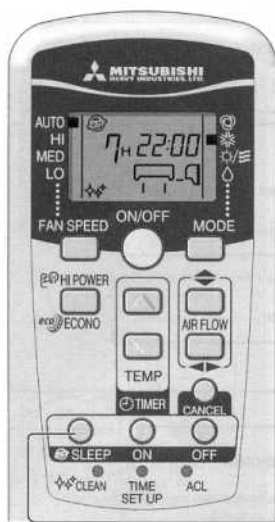 MITSUBISHI
HEAVY INDUSTRIES, LTD.
AUTO
HI
MED
LO
7H 22:00
FAN SPEED
ON/OFF
MODE
HI POWER
eco ECONO
AIR FLOW
TEMP
TIMER
CANCEL
SLEEP ON OFF
CLEAN TIME SET UP ACL